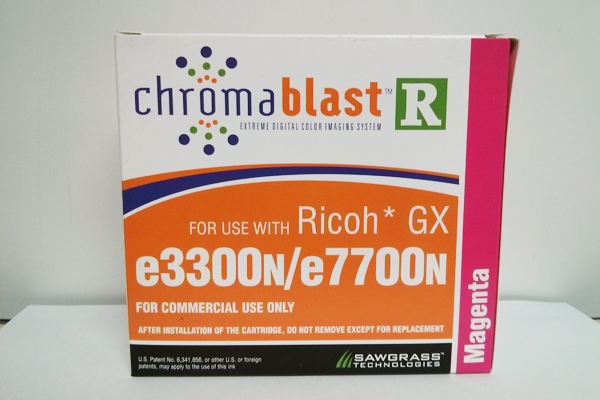 chromablast™ R
EXTREME DIGITAL COLOR IMAGING SYSTEM
FOR USE WITH Ricoh* GX
e3300N/e7700N
FOR COMMERCIAL USE ONLY
AFTER INSTALLATION OF THE CARTRIDGE, DO NOT REMOVE EXCEPT FOR REPLACEMENT
U.S. Patent No. 6,341,856, or other U.S. or foreign
patents, may apply to the use of this ink
SAWGRASS™
TECHNOLOGIES
Magenta